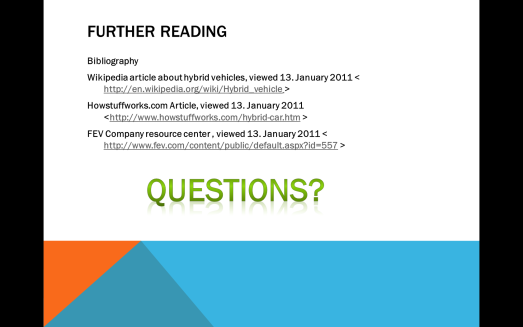 FURTHER READING
Bibliography
Wikipedia article about hybrid vehicles, viewed 13. January 2011 <
http://en.wikipedia.org/wiki/Hybrid_vehicle >
Howstuffworks.com Article, viewed 13. January 2011
<http://www.howstuffworks.com/hybrid-car.htm >
FEV Company resource center , viewed 13. January 2011 <
http://www.fev.com/content/public/default.aspx?id=557 >
QUESTIONS?